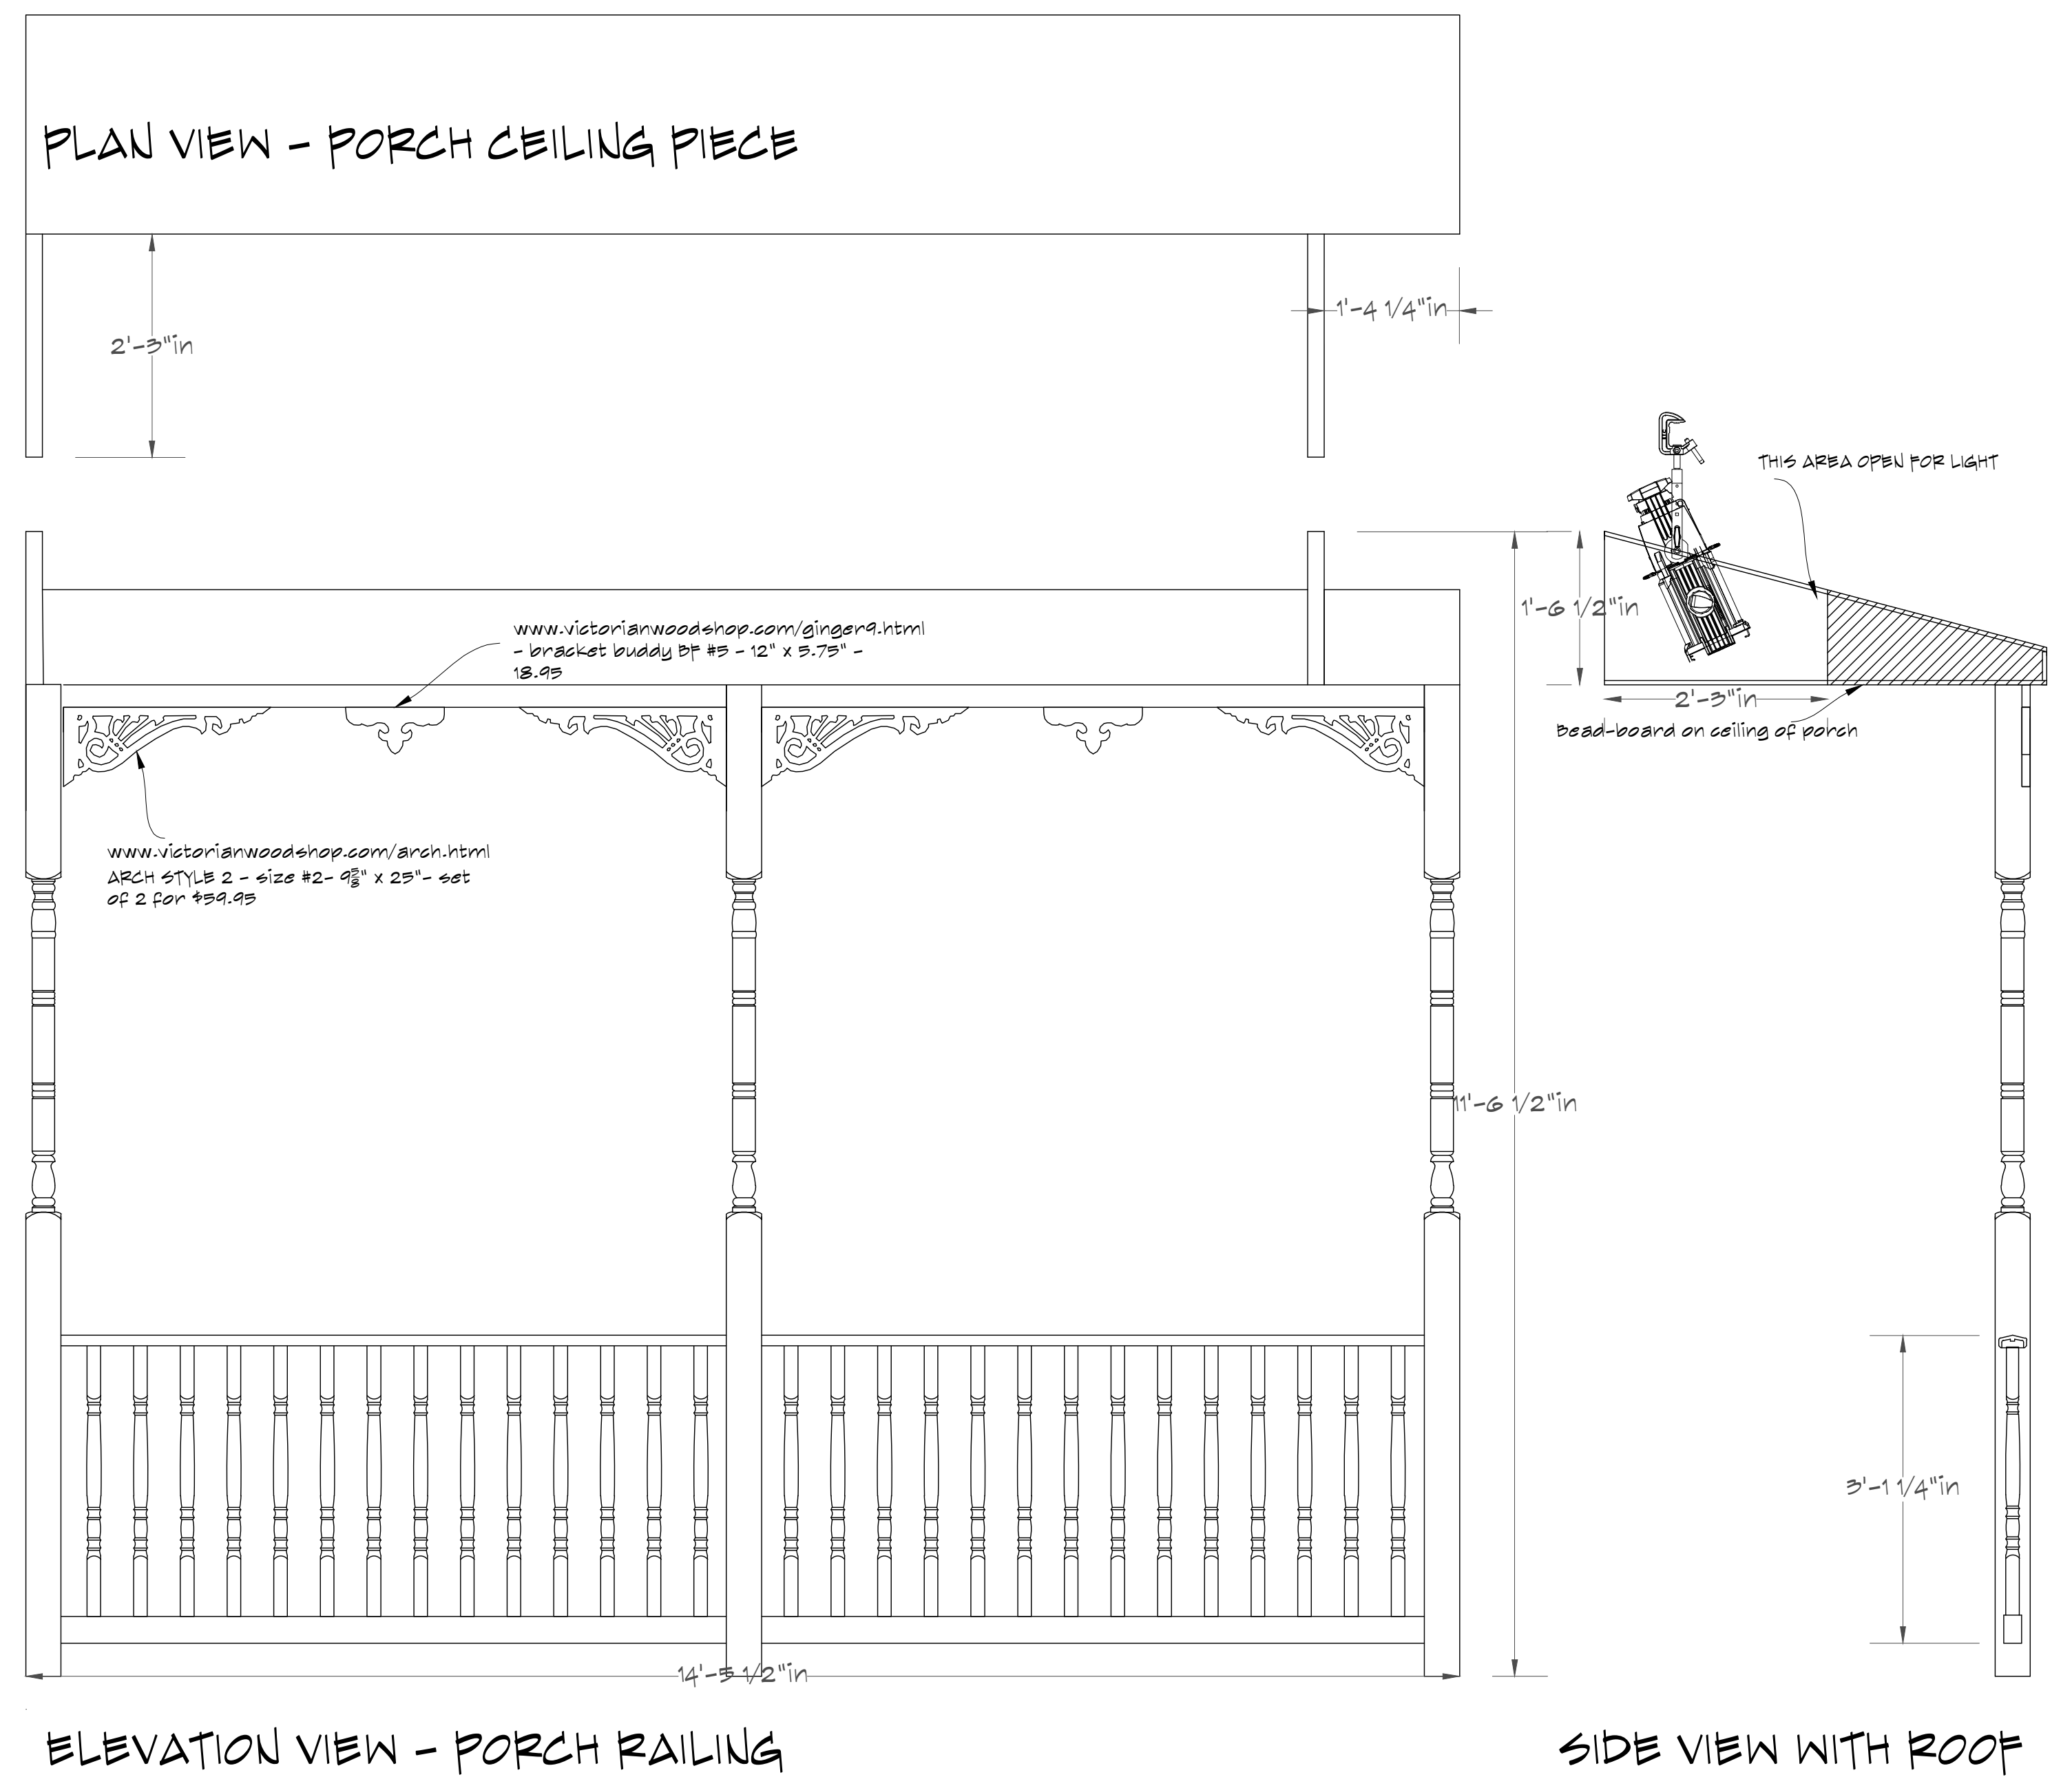 PLAN VIEW - PORCH CEILING PIECE
1'-4 1/4"in
2'-3"in
THIS AREA OPEN FOR LIGHT
1'-6 1/2"in
www.victorianwoodshop.com/ginger9.html
- bracket buddy BF #5 - 12" x 5.75" -
18.95
2'-3"in
Bead-board on ceiling of porch
www.victorianwoodshop.com/arch.html
ARCH STYLE 2 - size #2- 9⅝" x 25"- set
of 2 for $59.95
11'-6 1/2"in
3'-1 1/4"in
14'-5 1/2"in
ELEVATION VIEW - PORCH RAILING
SIDE VIEW WITH ROOF